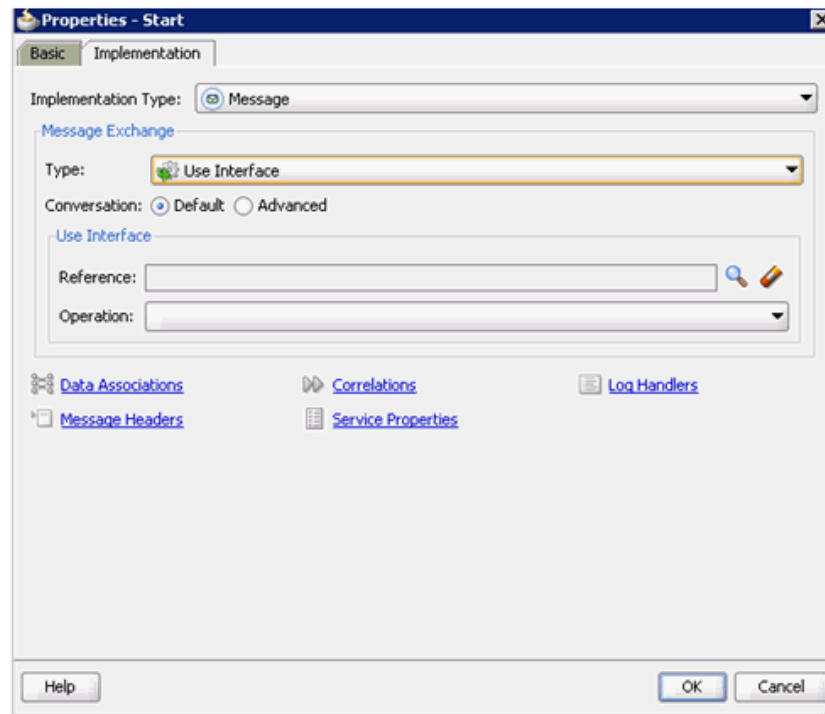 Properties - Start
Basic Implementation
Implementation Type: Message
Message Exchange
Type: Use Interface
Conversation: Default Advanced
Use Interface
Reference:
Operation:
Data Associations Correlations Log Handlers
Message Headers Service Properties
Help OK Cancel